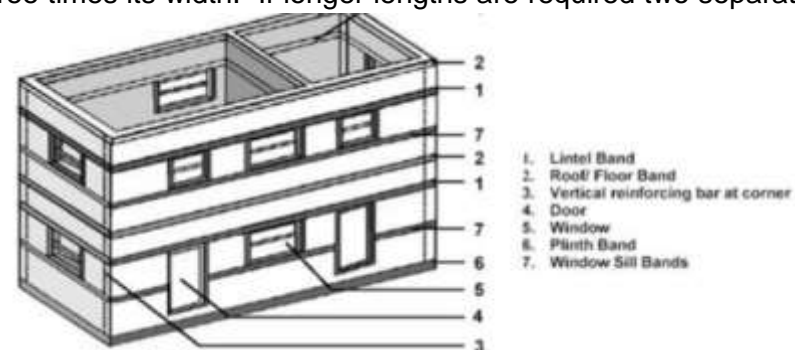 ree times its width. If longer lengths are required two separat
2
1
7
2
1
7
6
5
4
3
1. Lintel Band
2. Roof/ Floor Band
3. Vertical reinforcing bar at corner
4. Door
5. Window
6. Plinth Band
7. Window Sill Bands